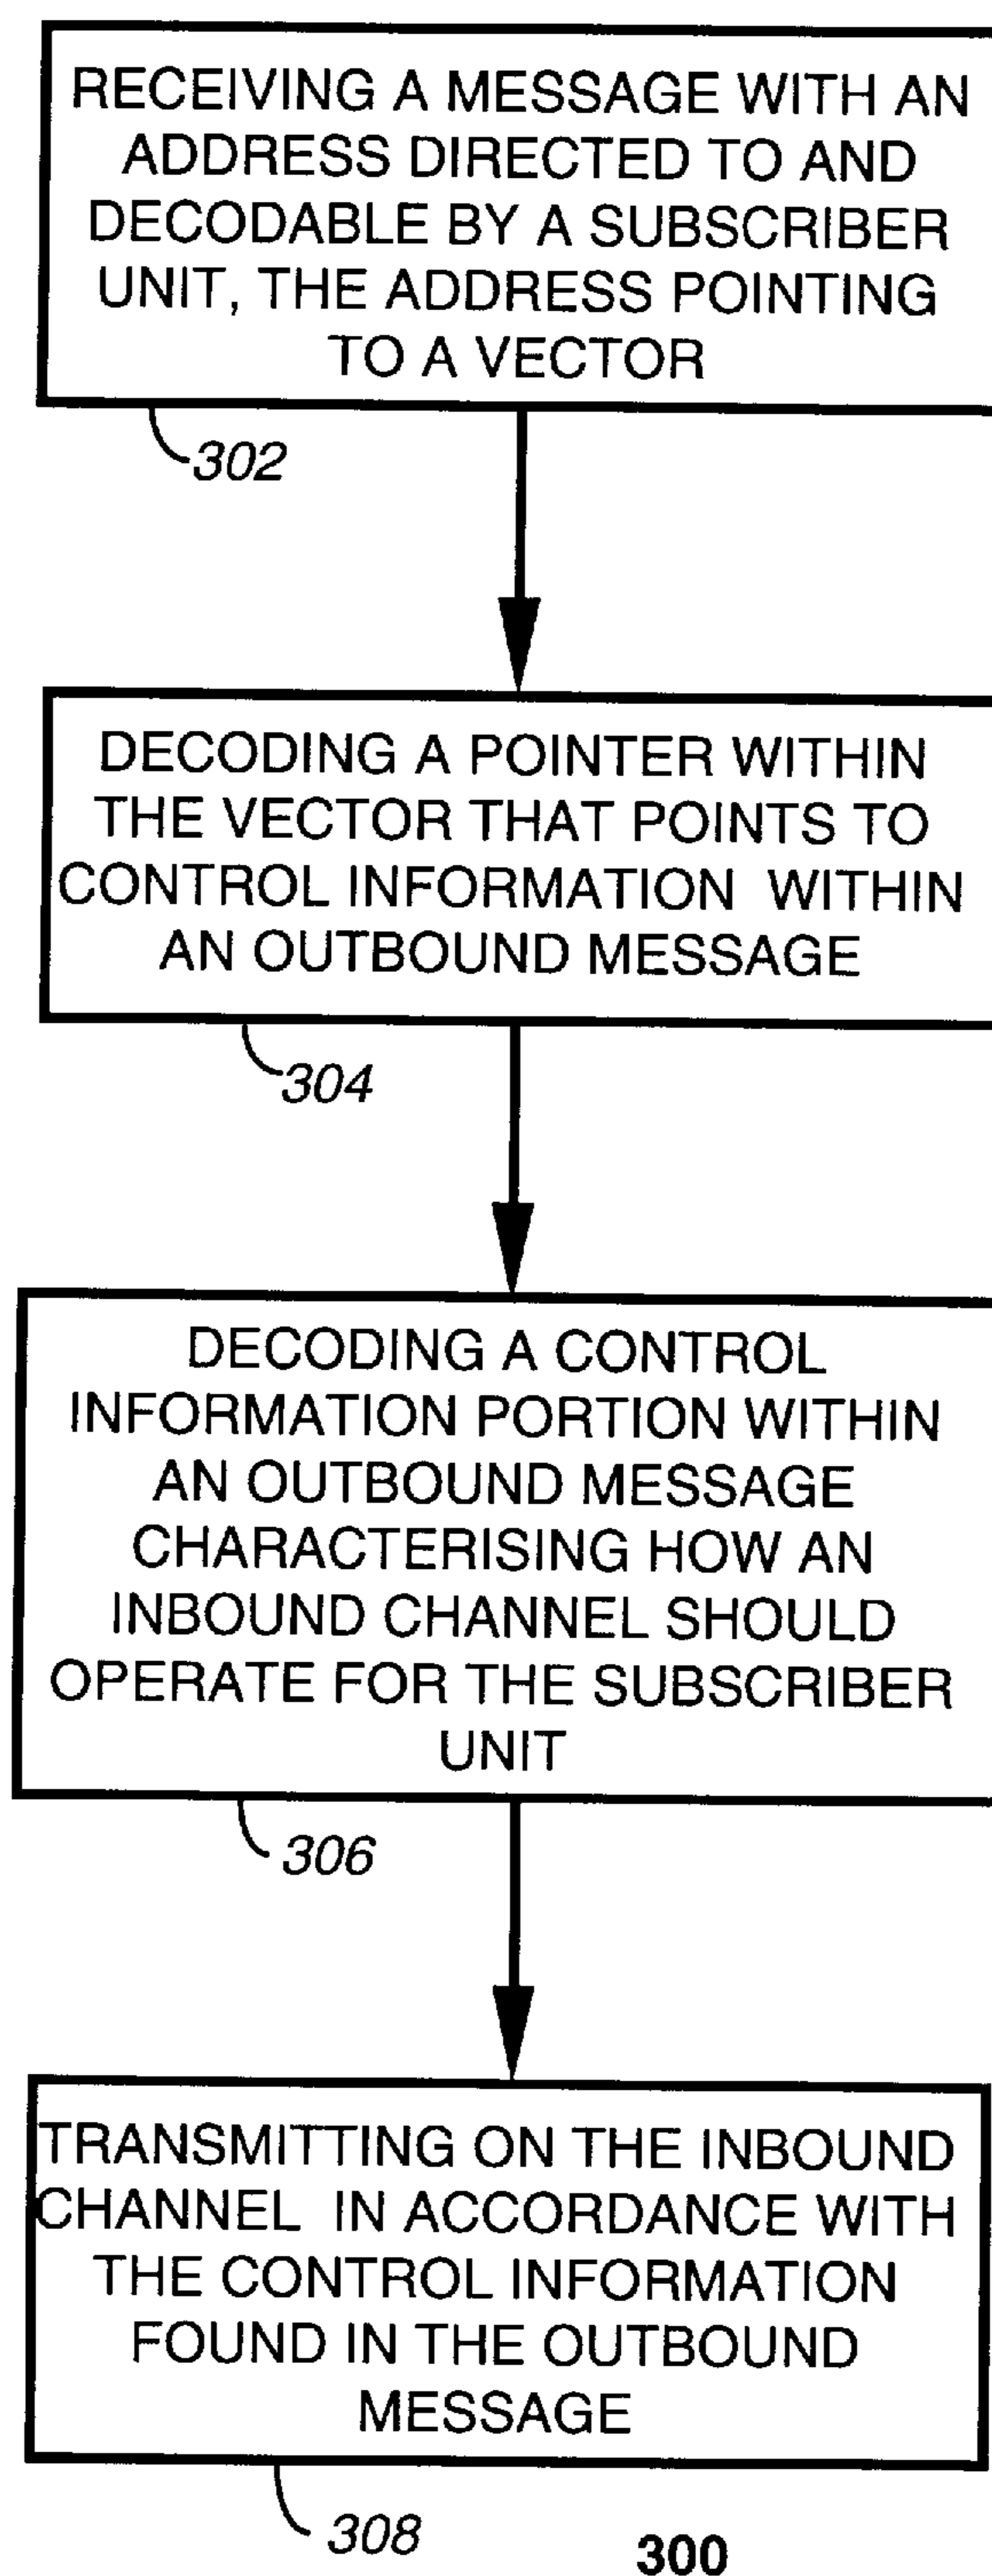 RECEIVING A MESSAGE WITH AN
ADDRESS DIRECTED TO AND
DECODABLE BY A SUBSCRIBER
UNIT, THE ADDRESS POINTING
TO A VECTOR
302
DECODING A POINTER WITHIN
THE VECTOR THAT POINTS TO
CONTROL INFORMATION WITHIN
AN OUTBOUND MESSAGE
304
DECODING A CONTROL
INFORMATION PORTION WITHIN
AN OUTBOUND MESSAGE
CHARACTERISING HOW AN
INBOUND CHANNEL SHOULD
OPERATE FOR THE SUBSCRIBER
UNIT
306
TRANSMITTING ON THE INBOUND
CHANNEL IN ACCORDANCE WITH
THE CONTROL INFORMATION
FOUND IN THE OUTBOUND
MESSAGE
308
300